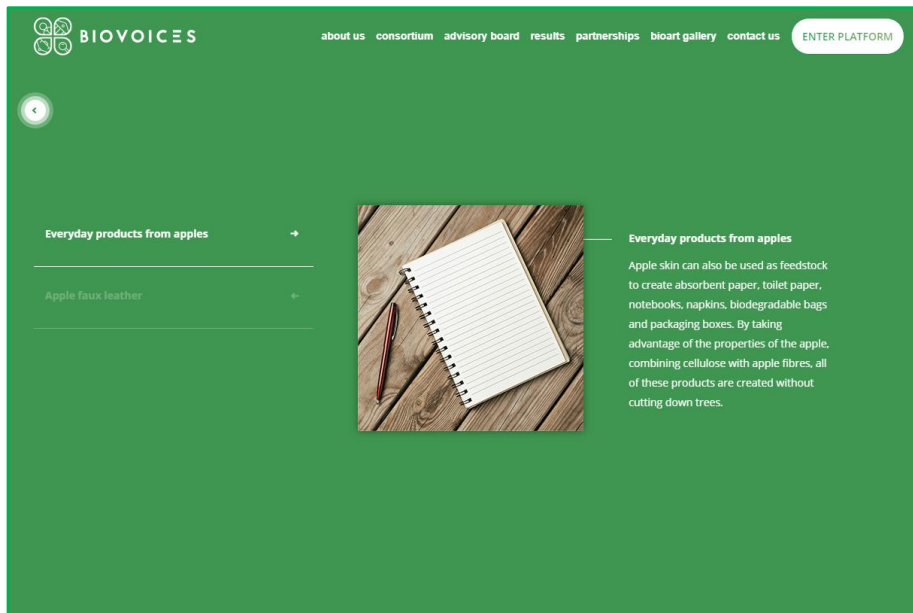 BIOVOICES
about us consortium advisory board results partnerships bioart gallery contact us ENTER PLATFORM
Everyday products from apples
Apple faux leather
Everyday products from apples
Apple skin can also be used as feedstock
to create absorbent paper, toilet paper,
notebooks, napkins, biodegradable bags
and packaging boxes. By taking
advantage of the properties of the apple,
combining cellulose with apple fibres, all
of these products are created without
cutting down trees.